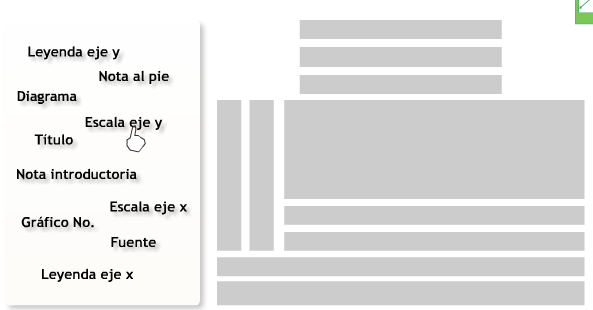 Leyenda eje y
Nota al pie
Diagrama
Escala eje y
Título
Nota introductoria
Escala eje x
Gráfico No.
Fuente
Leyenda eje x